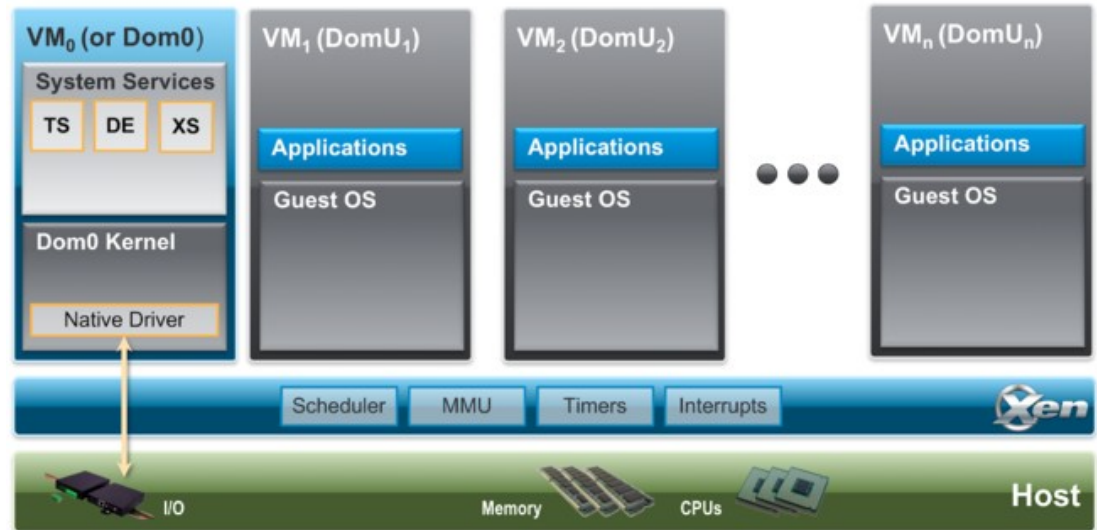 VM0 (or Dom0)
System Services
TS DE XS
Dom0 Kernel
Native Driver
VM1 (DomU1)
Applications
Guest OS
VM2 (DomU2)
Applications
Guest OS
VMn (DomUn)
Applications
Guest OS
Scheduler MMU Timers Interrupts
Xen
I/O Memory CPUs Host